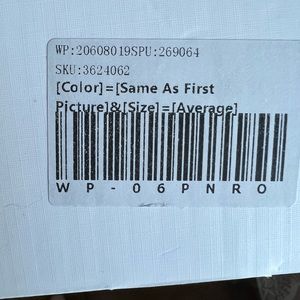 WP:20608019SPU:269064
SKU:3624062
[Color]=[Same As First
Picture]&[Size]=[Average]
WP-06PNRO